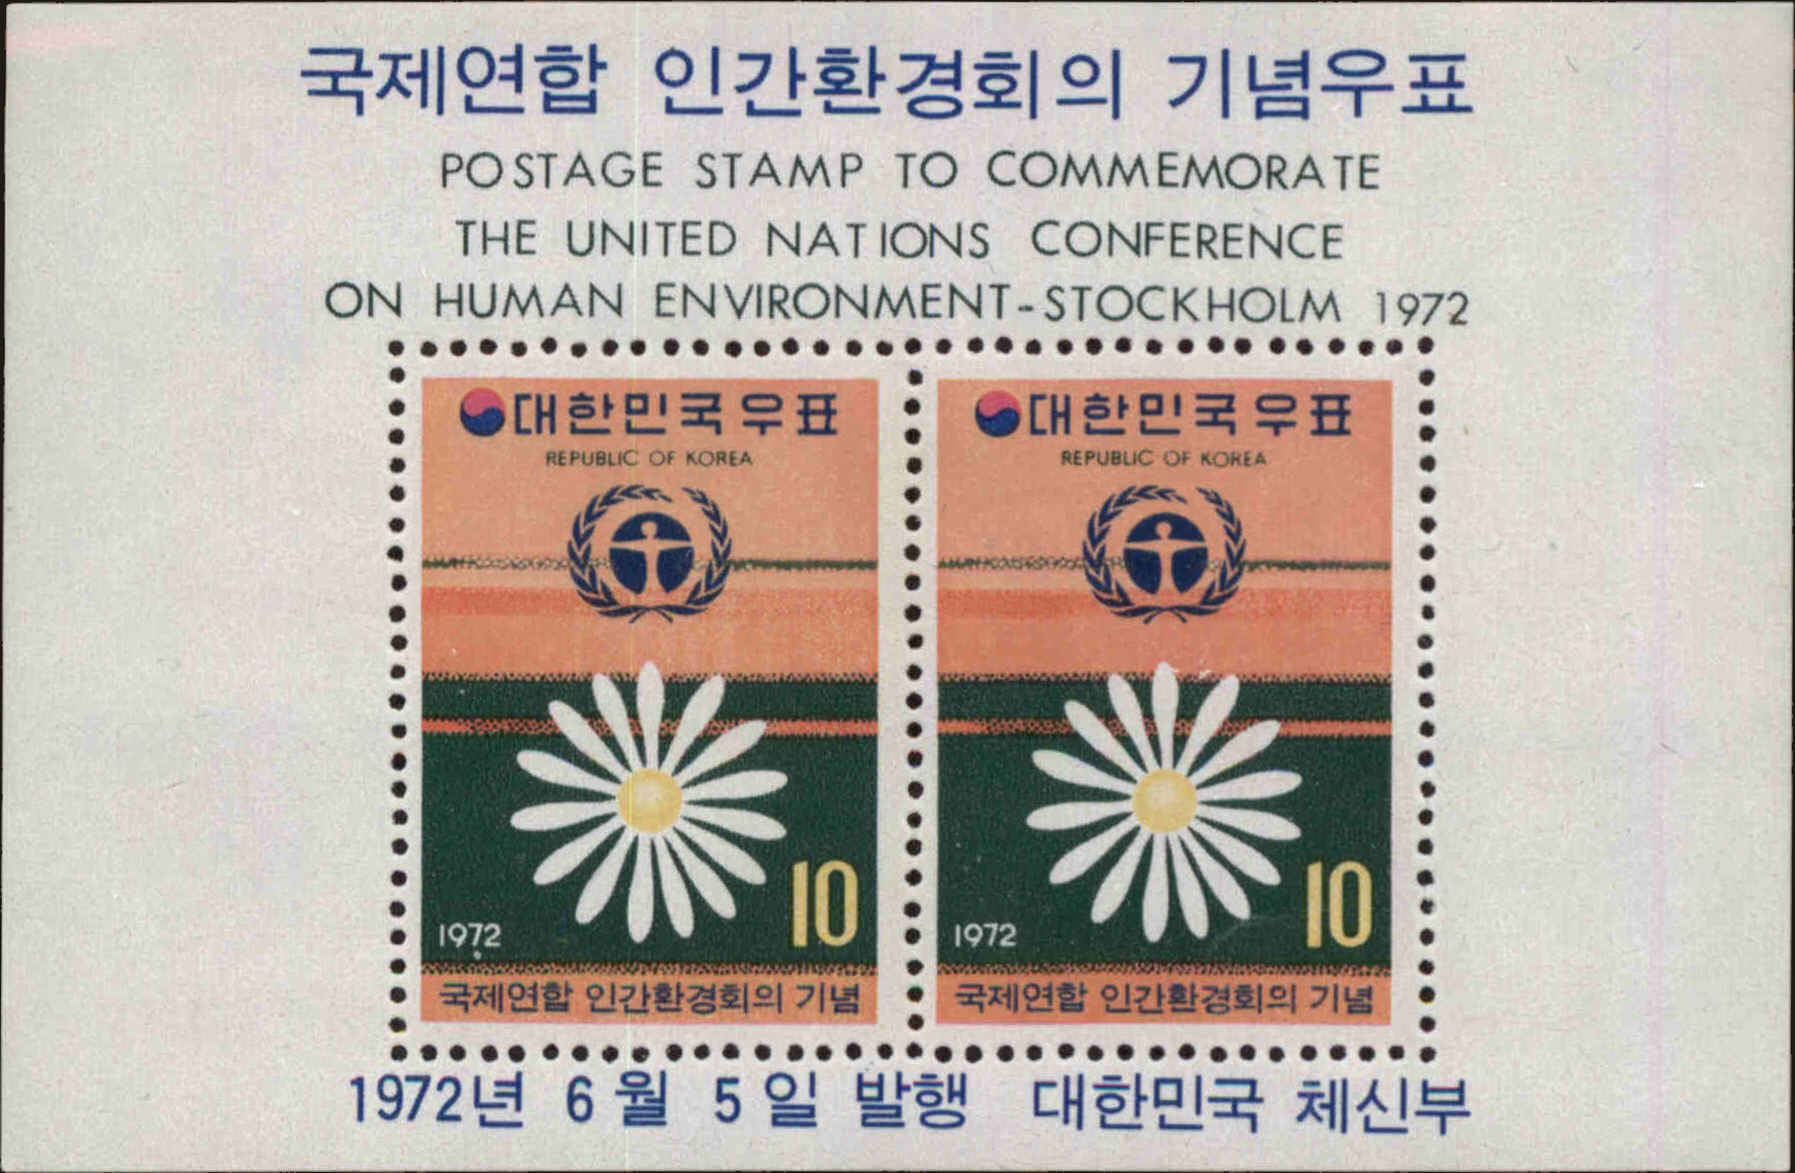 국제연합 인간환경회의 기념우표
POSTAGE STAMP TO COMMEMORATE
THE UNITED NATIONS CONFERENCE
ON HUMAN ENVIRONMENT-STOCKHOLM 1972
대한민국우표
REPUBLIC OF KOREA
10
1972
국제연합 인간환경회의 기념
대한민국우표
REPUBLIC OF KOREA
10
1972
국제연합 인간환경회의 기념
1972년 6월 5일 발행 대한민국 체신부